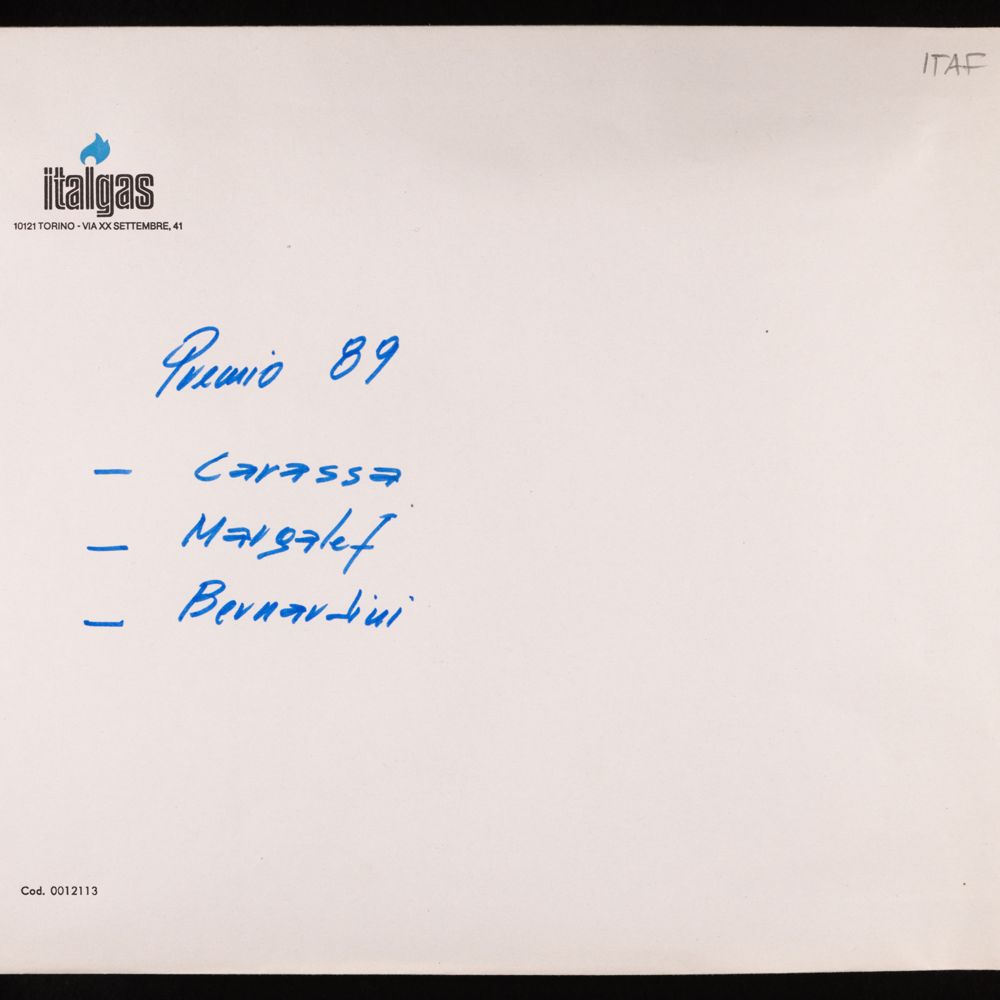 ITAF
italgas
10121 TORINO - VIA XX SETTEMBRE, 41
Premio 89
— Carassa
— Margalef
— Bernardini
Cod. 0012113